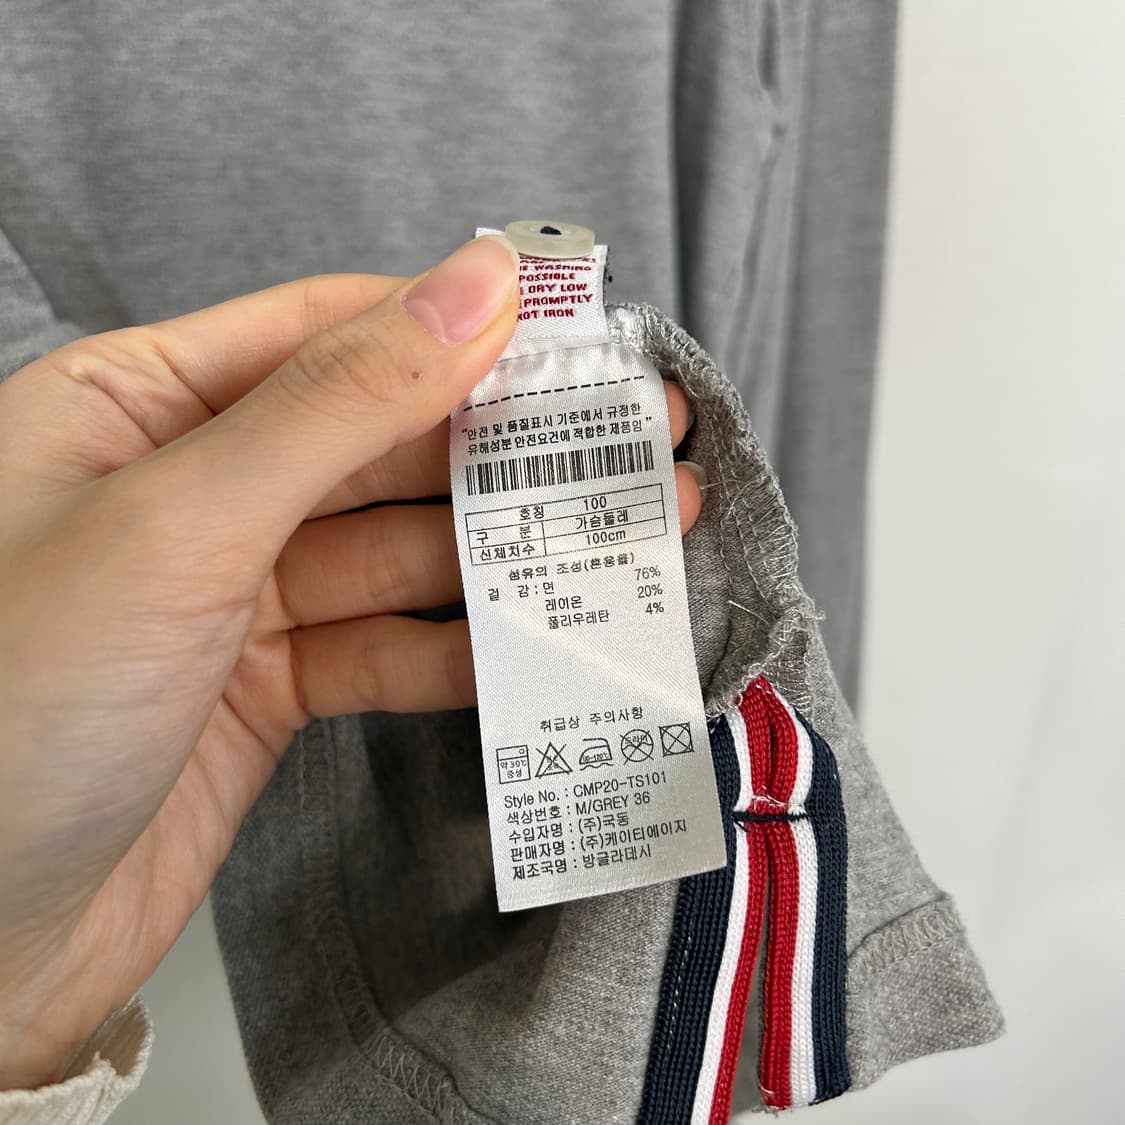 WASHING
POSSIBLE
DRY LOW
PROMPTLY
NOT IRON
"안전 및 품질표시 기준에서 규정한
유해성분 안전요건에 적합한 제품임"
호칭 100
구 분 가슴둘레
신체치수 100cm
섬유의 조성(혼용율)
겉 감 ; 면 76%
레이온 20%
폴리우레탄 4%
취급상 주의사항
약30℃ 중성 80~120℃ 드라이
Style No. : CMP20-TS101
색상번호 : M/GREY 36
수입자명 : (주)국동
판매자명 : (주)케이티에이지
제조국명 : 방글라데시